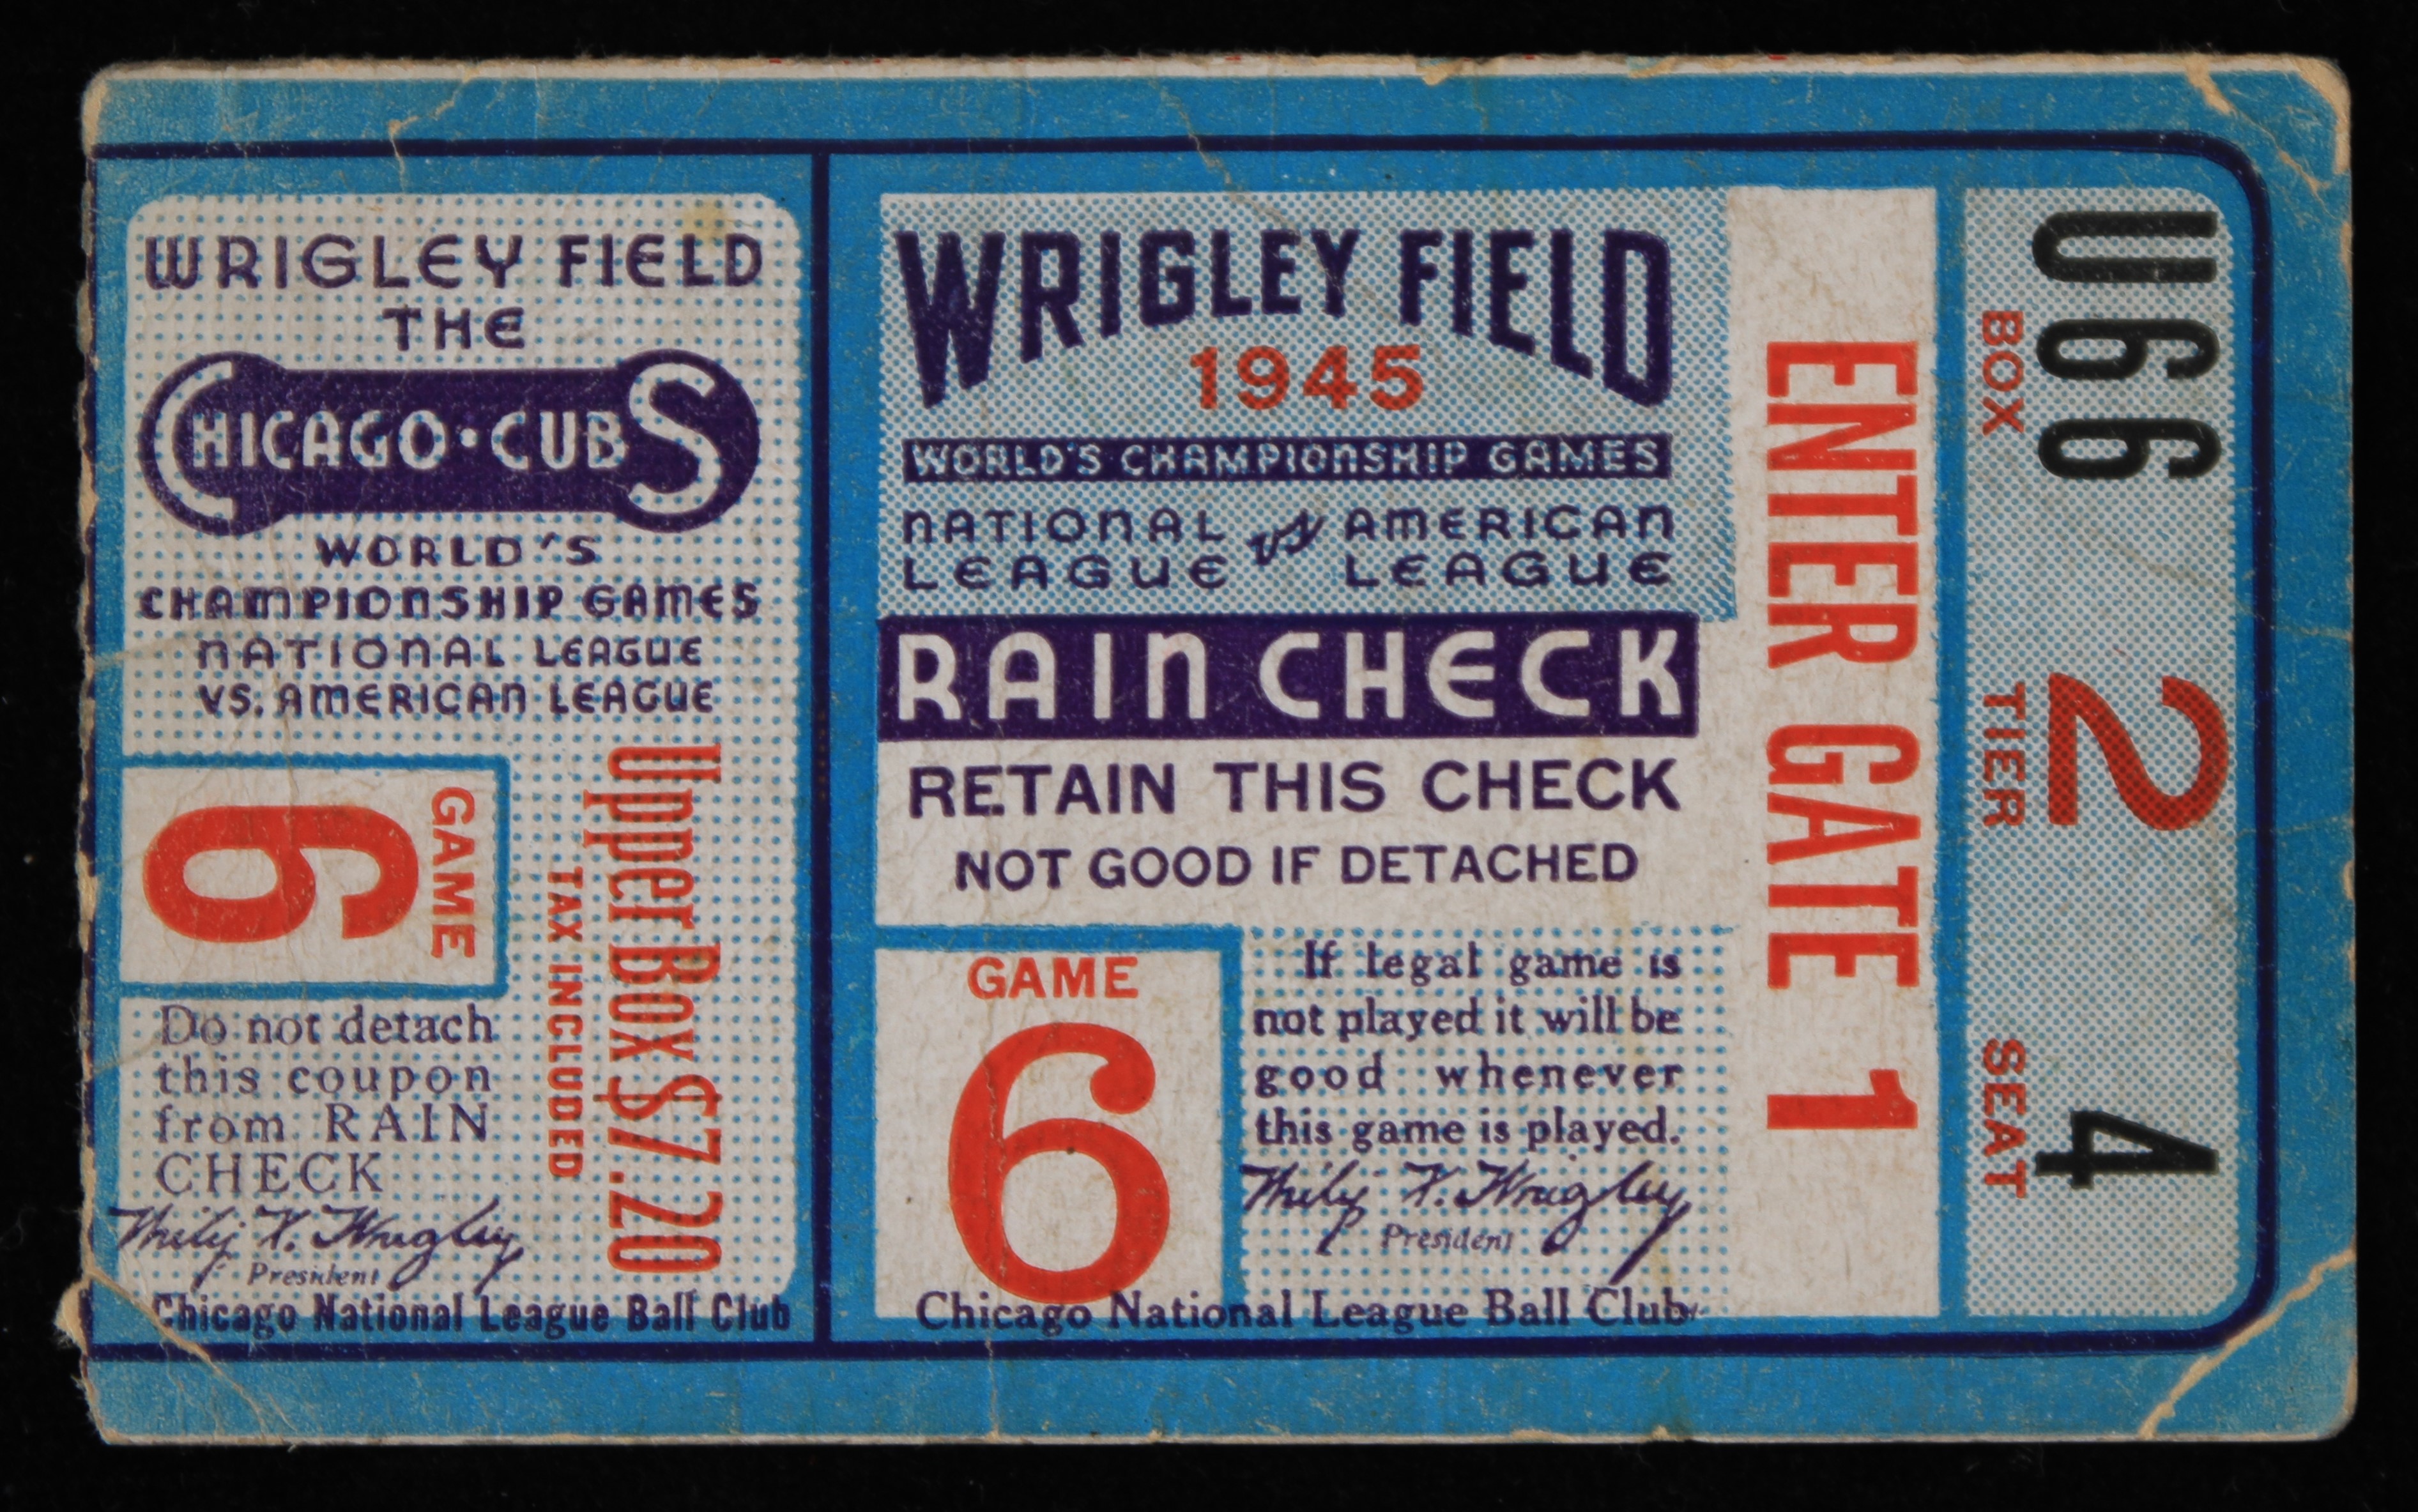 WRIGLEY FIELD
THE
CHICAGO·CUBS
WORLD'S
CHAMPIONSHIP GAMES
NATIONAL LEAGUE
VS. AMERICAN LEAGUE
GAME
6
Upper Box $7.20
TAX INCLUDED
Do not detach
this coupon
from RAIN
CHECK
Philip K. Wrigley
President
Chicago National League Ball Club
WRIGLEY FIELD
1945
WORLD'S CHAMPIONSHIP GAMES
NATIONAL LEAGUE vs AMERICAN LEAGUE
RAIN CHECK
RETAIN THIS CHECK
NOT GOOD IF DETACHED
GAME
6
If legal game is
not played it will be
good whenever
this game is played.
Philip K. Wrigley
President
Chicago National League Ball Club
ENTER GATE 1
U66 2 4
BOX TIER SEAT